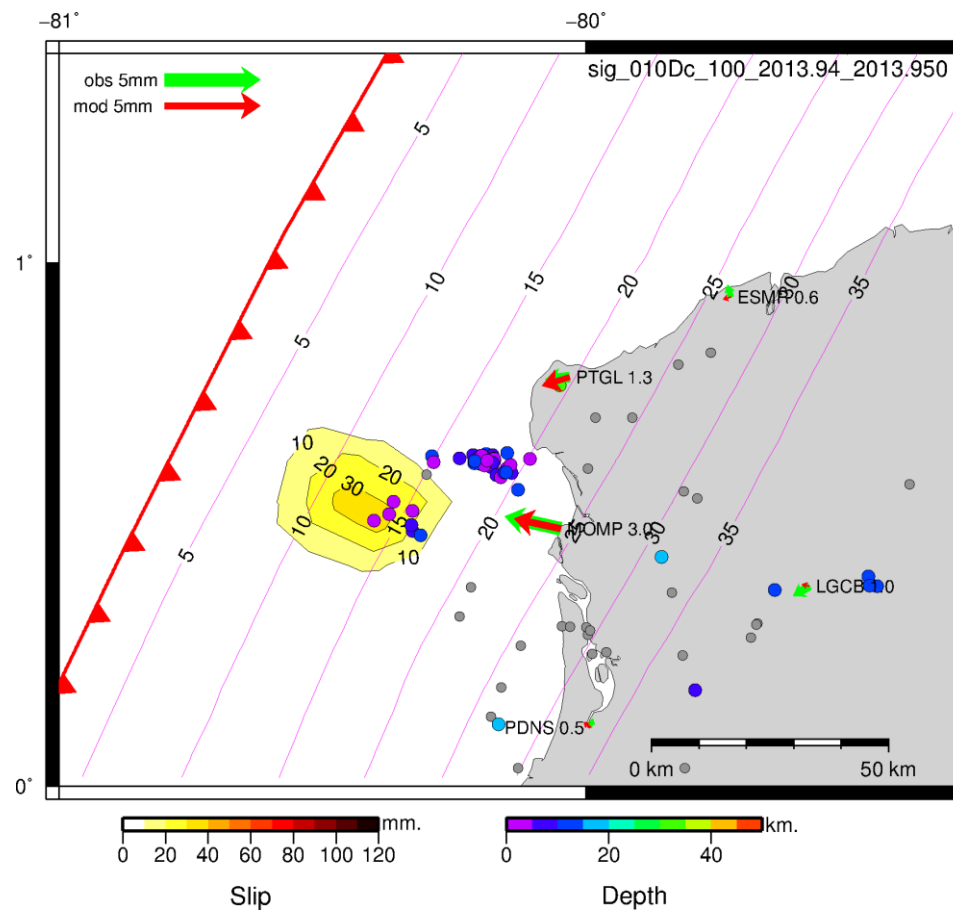 −81° −80°
sig_010Dc_100_2013.94_2013.950
obs 5mm
mod 5mm
5
1°
10
5
15
20
25
30
35
ESMR 0.6
PTGL 1.3
10
20
20
30
10
15
10
20
25
MOMP 3.0
30
35
5
LGCB 1.0
PDNS 0.5
0 km 50 km
0°
mm.
0 20 40 60 80 100 120
Slip
km.
0 20 40
Depth